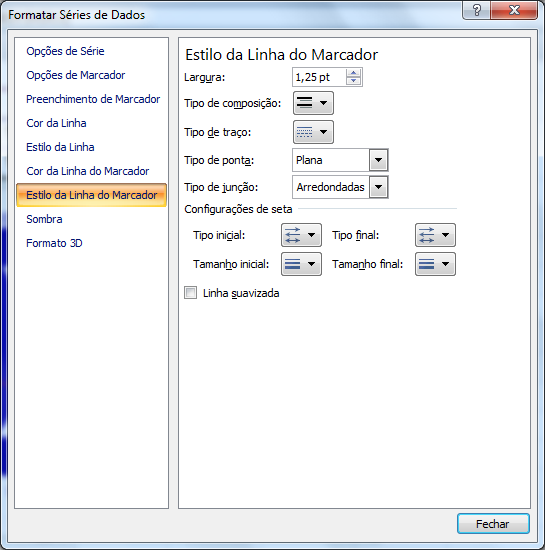 Formatar Séries de Dados
Opções de Série
Opções de Marcador
Preenchimento de Marcador
Cor da Linha
Estilo da Linha
Cor da Linha do Marcador
Estilo da Linha do Marcador
Sombra
Formato 3D
Estilo da Linha do Marcador
Largura: 1,25 pt
Tipo de composição:
Tipo de traço:
Tipo de ponta: Plana
Tipo de junção: Arredondadas
Configurações de seta
Tipo inicial: Tipo final:
Tamanho inicial: Tamanho final:
Linha suavizada
Fechar